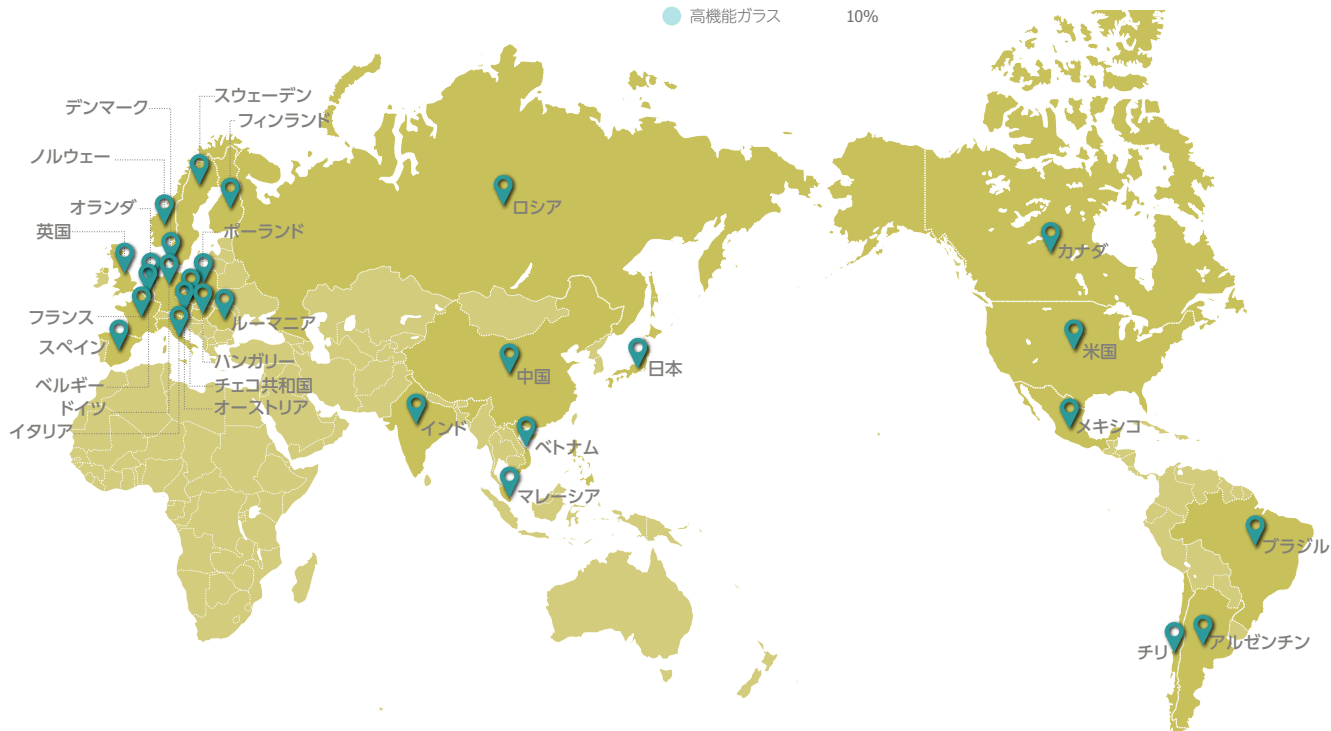 高機能ガラス 10%
スウェーデン
デンマーク
フィンランド
ノルウェー
オランダ
ロシア
英国
ポーランド
カナダ
フランス
ルーマニア
スペイン
米国
ハンガリー
日本
中国
ベルギー
チェコ共和国
ドイツ
オーストリア
メキシコ
イタリア
インド
ベトナム
マレーシア
ブラジル
アルゼンチン
チリ